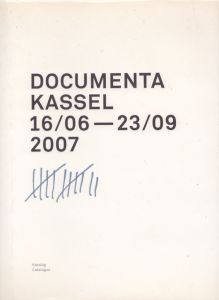 DOCUMENTA
KASSEL
16/06—23/09
2007
Katalog
Catalogue